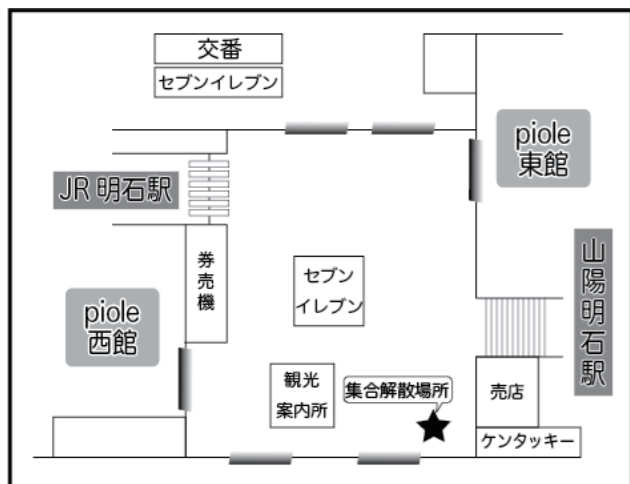 交番
セブンイレブン
piole
東館
JR 明石駅
券売機
セブン
イレブン
山陽明石駅
piole
西館
観光
案内所
集合解散場所
売店
ケンタッキー